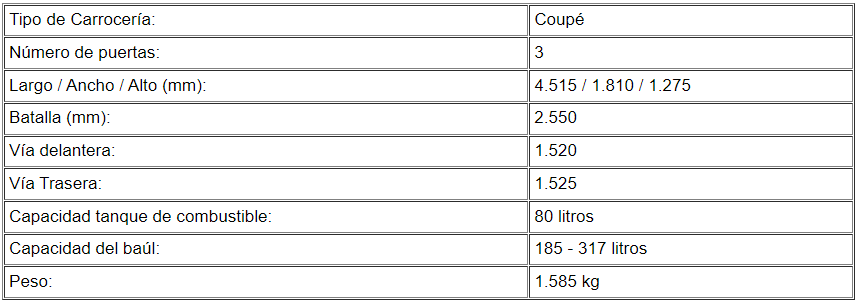 Tipo de Carrocería: Coupé
Número de puertas: 3
Largo / Ancho / Alto (mm): 4.515 / 1.810 / 1.275
Batalla (mm): 2.550
Vía delantera: 1.520
Vía Trasera: 1.525
Capacidad tanque de combustible: 80 litros
Capacidad del baúl: 185 - 317 litros
Peso: 1.585 kg